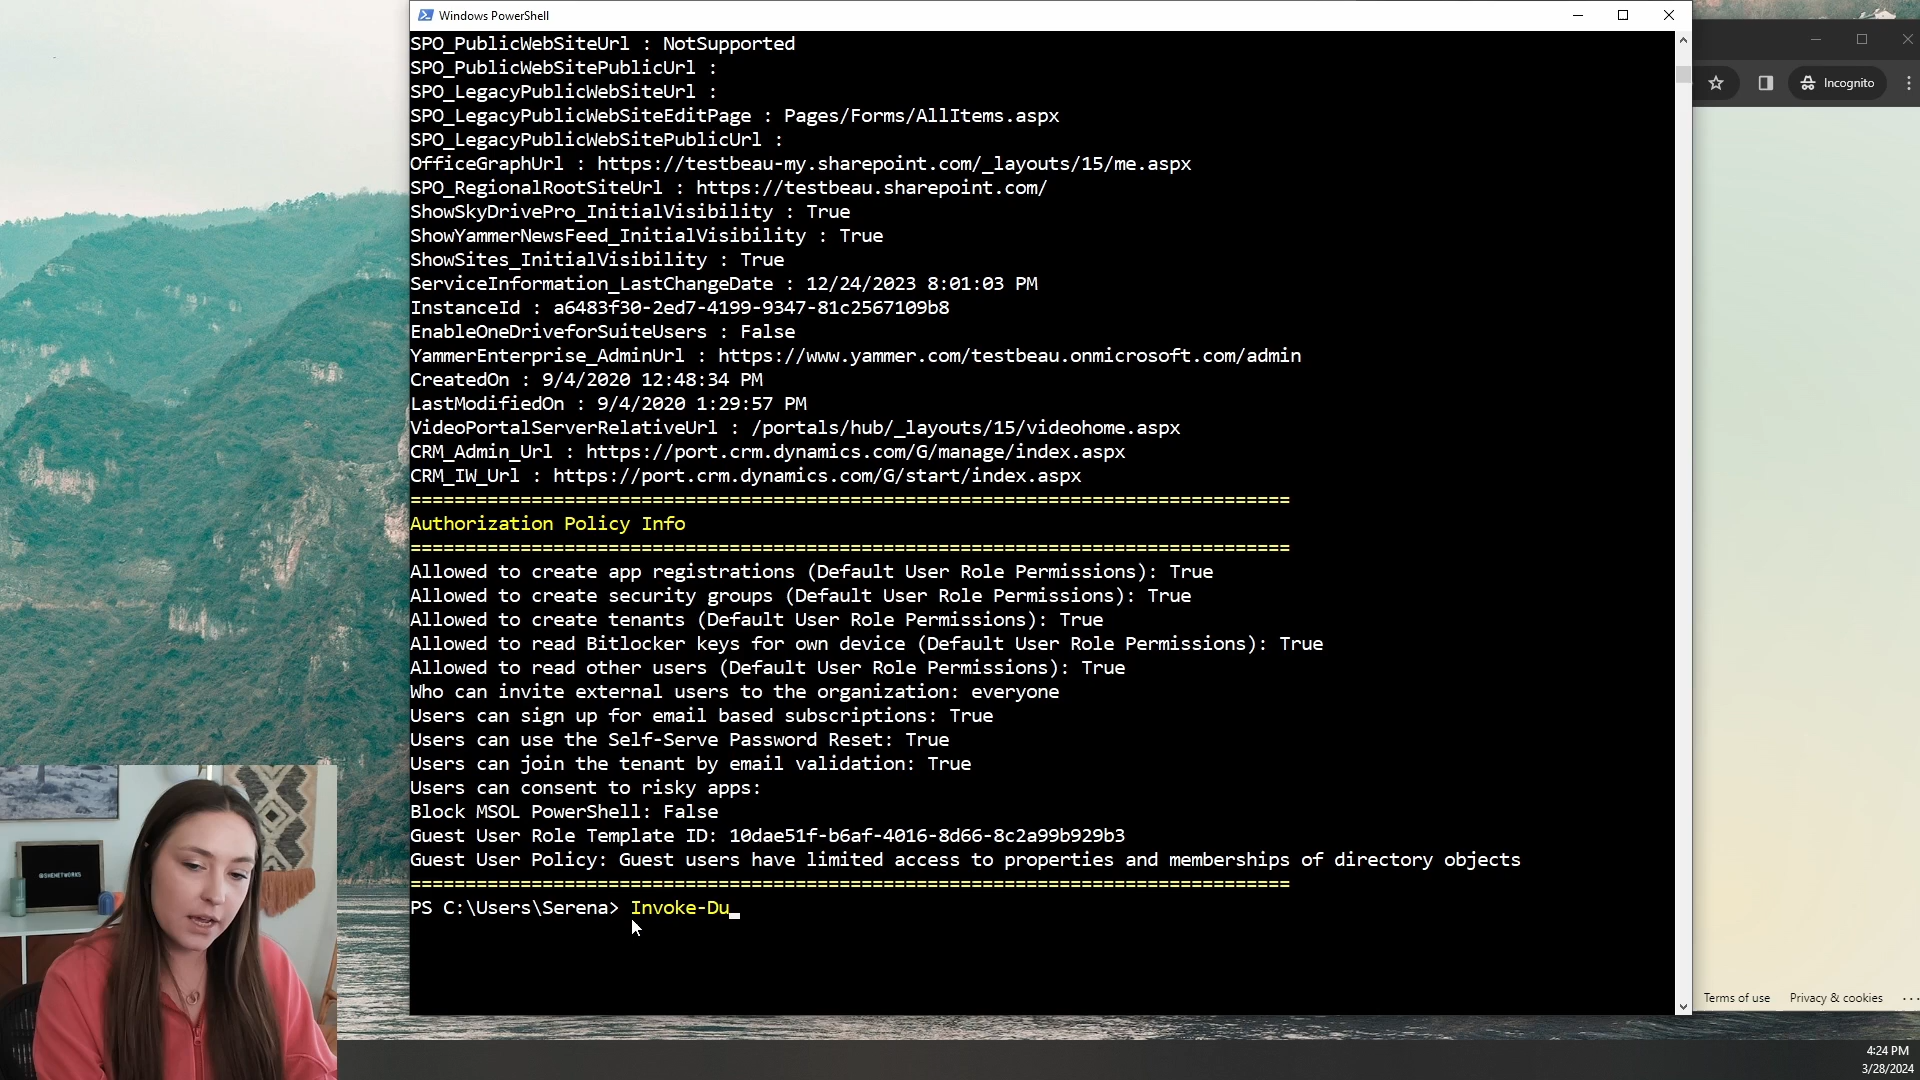 Windows PowerShell
SPO_PublicWebSiteUrl : NotSupported
SPO_PublicWebSitePublicUrl :
SPO_LegacyPublicWebSiteUrl :
SPO_LegacyPublicWebSiteEditPage : Pages/Forms/AllItems.aspx
SPO_LegacyPublicWebSitePublicUrl :
OfficeGraphUrl : https://testbeau-my.sharepoint.com/_layouts/15/me.aspx
SPO_RegionalRootSiteUrl : https://testbeau.sharepoint.com/
ShowSkyDrivePro_InitialVisibility : True
ShowYammerNewsFeed_InitialVisibility : True
ShowSites_InitialVisibility : True
ServiceInformation_LastChangeDate : 12/24/2023 8:01:03 PM
InstanceId : a6483f30-2ed7-4199-9347-81c2567109b8
EnableOneDriveforSuiteUsers : False
YammerEnterprise_AdminUrl : https://www.yammer.com/testbeau.onmicrosoft.com/admin
CreatedOn : 9/4/2020 12:48:34 PM
LastModifiedOn : 9/4/2020 1:29:57 PM
VideoPortalServerRelativeUrl : /portals/hub/_layouts/15/videohome.aspx
CRM_Admin_Url : https://port.crm.dynamics.com/G/manage/index.aspx
CRM_IW_Url : https://port.crm.dynamics.com/G/start/index.aspx
================================================================================
Authorization Policy Info
================================================================================
Allowed to create app registrations (Default User Role Permissions): True
Allowed to create security groups (Default User Role Permissions): True
Allowed to create tenants (Default User Role Permissions): True
Allowed to read Bitlocker keys for own device (Default User Role Permissions): True
Allowed to read other users (Default User Role Permissions): True
Who can invite external users to the organization: everyone
Users can sign up for email based subscriptions: True
Users can use the Self-Serve Password Reset: True
Users can join the tenant by email validation: True
Users can consent to risky apps:
Block MSOL PowerShell: False
Guest User Role Template ID: 10dae51f-b6af-4016-8d66-8c2a99b929b3
Guest User Policy: Guest users have limited access to properties and memberships of directory objects
================================================================================
PS C:\Users\Serena> Invoke-Du_
Incognito
Terms of use Privacy & cookies ...
4:24 PM
3/28/2024
@SHENETWORKS